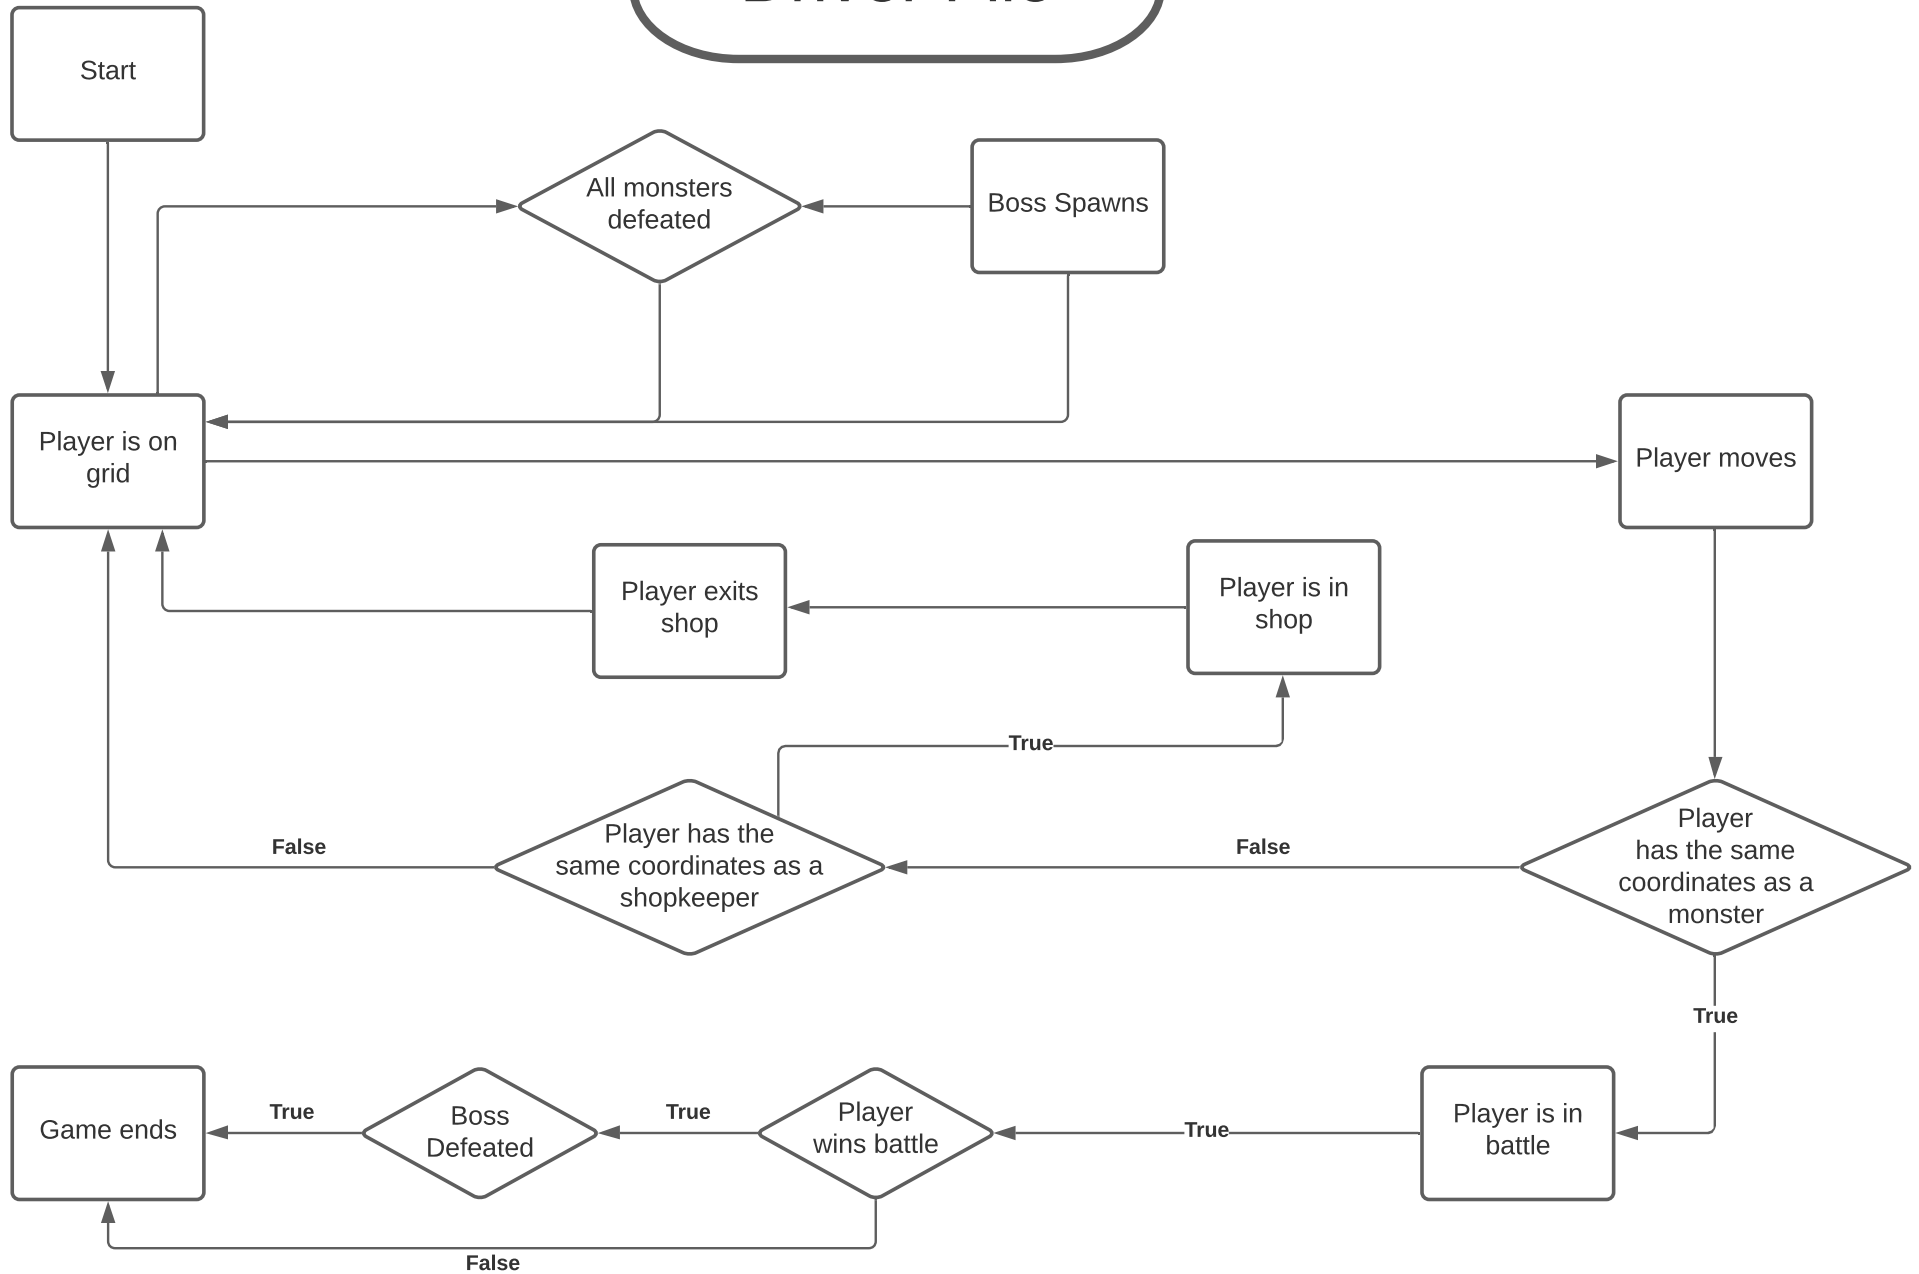 Start
All monsters
defeated
Boss Spawns
Player is on
grid
Player moves
Player exits
shop
Player is in
shop
True
Player has the
same coordinates as a
shopkeeper
False
False
Player
has the same
coordinates as a
monster
True
Game ends
True
Boss
Defeated
True
Player
wins battle
True
Player is in
battle
False